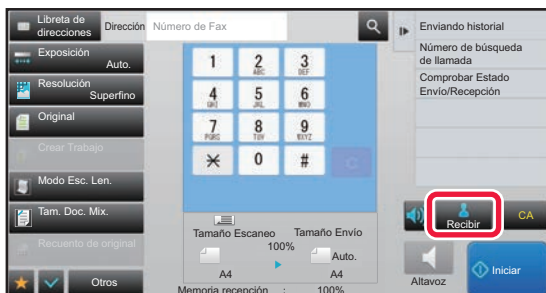 Libreta de
direcciones
Dirección
Número de Fax
Exposición
Auto.
Resolución
Superfino
Original
Crear Trabajo
Modo Esc. Len.
Tam. Doc. Mix.
Recuento de original
Otros
1
2
ABC
3
DEF
4
GHI
5
JKL
6
MNO
7
PQRS
8
TUV
9
WXYZ
0
#
C
Tamaño Escaneo
Tamaño Envío
100%
Auto.
A4
A4
Memoria recepción : 100%
Enviando historial
Número de búsqueda
de llamada
Comprobar Estado
Envío/Recepción
Recibir
CA
Altavoz
Iniciar